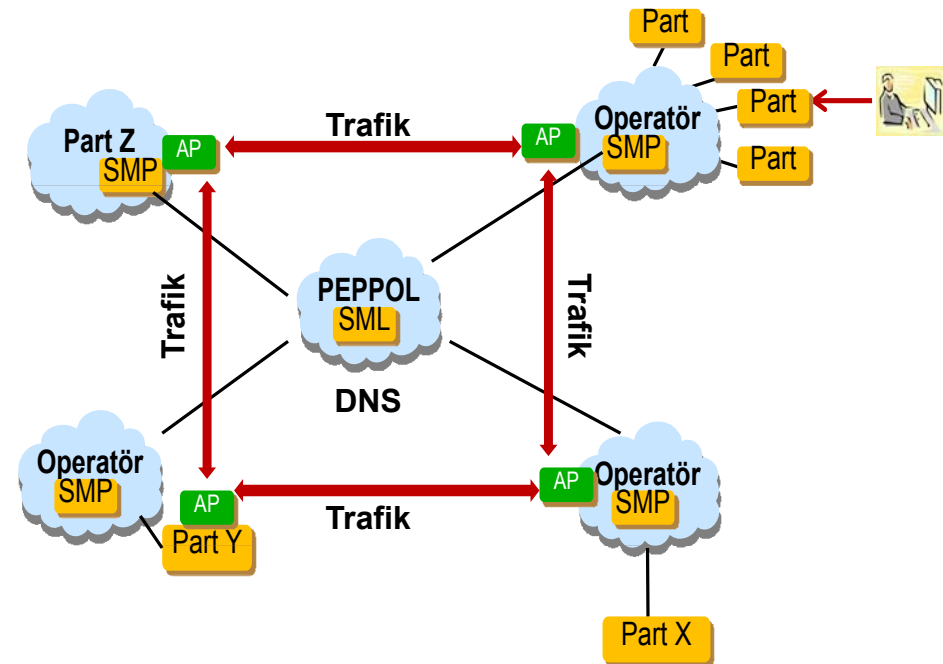 Part
Part
Part
Part
Operatör
SMP
AP
Trafik
Part Z
SMP
AP
Trafik
PEPPOL
SML
DNS
Trafik
Operatör
SMP
AP
Part Y
Trafik
AP
Operatör
SMP
Part X